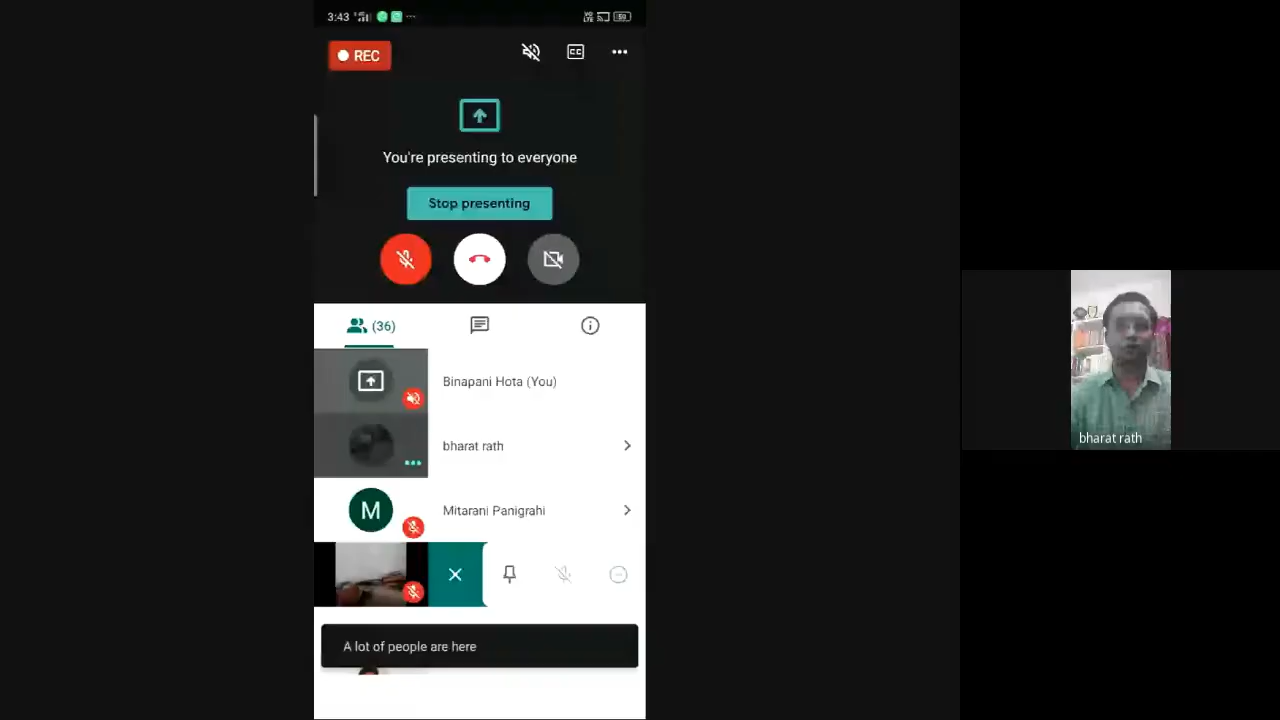 3:43
REC
CC
You're presenting to everyone
Stop presenting
(36)
Binapani Hota (You)
bharat rath
M
Mitarani Panigrahi
A lot of people are here
bharat rath